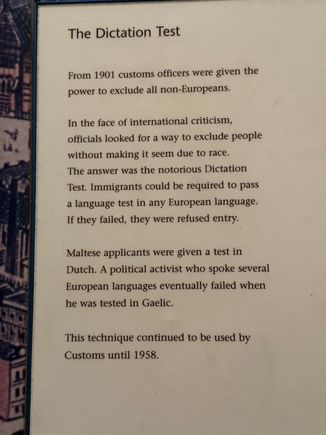 The Dictation Test
From 1901 customs officers were given the
power to exclude all non-Europeans.
In the face of international criticism,
officials looked for a way to exclude people
without making it seem due to race.
The answer was the notorious Dictation
Test. Immigrants could be required to pass
a language test in any European language.
If they failed, they were refused entry.
Maltese applicants were given a test in
Dutch. A political activist who spoke several
European languages eventually failed when
he was tested in Gaelic.
This technique continued to be used by
Customs until 1958.